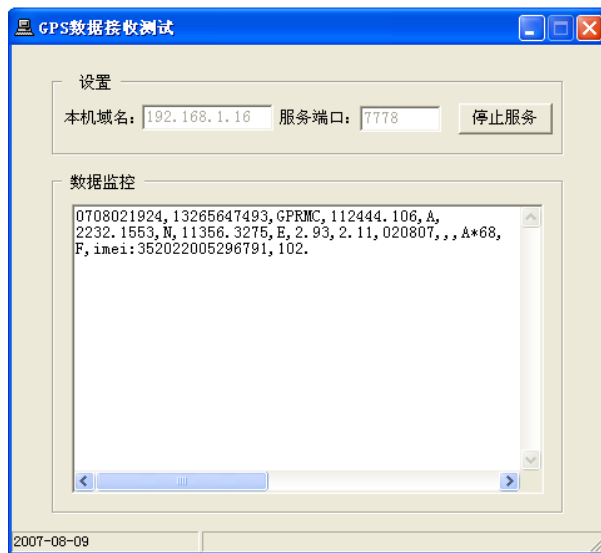 GPS数据接收测试
设置
本机域名: 192.168.1.16 服务端口: 7778 停止服务
数据监控
0708021924,13265647493,GPRMC,112444.106,A,
2232.1553,N,11356.3275,E,2.93,2.11,020807,,,A*68,
F,imei:352022005296791,102.
2007-08-09